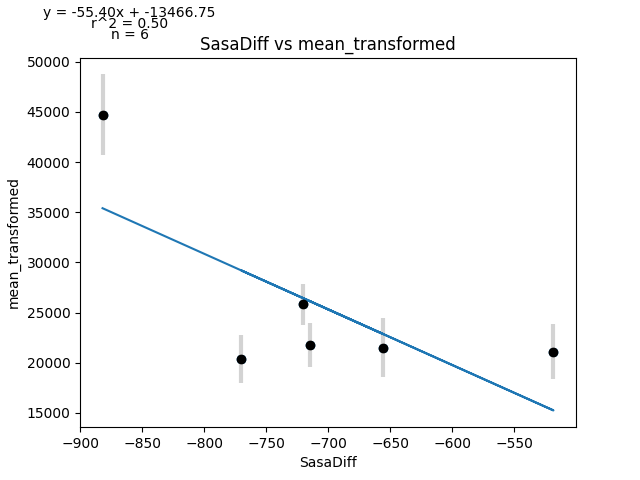 y = -55.40x + -13466.75
r^2 = 0.50
n = 6
SasaDiff vs mean_transformed
50000
45000
40000
35000
30000
25000
20000
15000
mean_transformed
−900 −850 −800 −750 −700 −650 −600 −550
SasaDiff